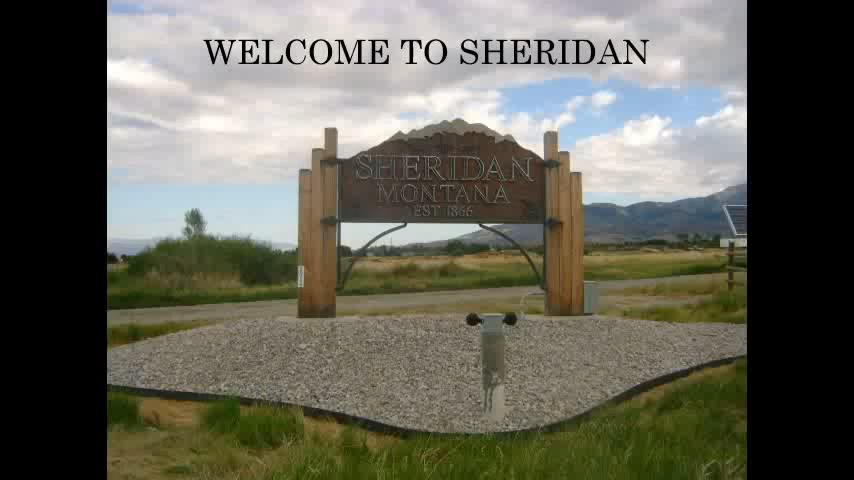 WELCOME TO SHERIDAN
SHERIDAN
MONTANA
EST 1866